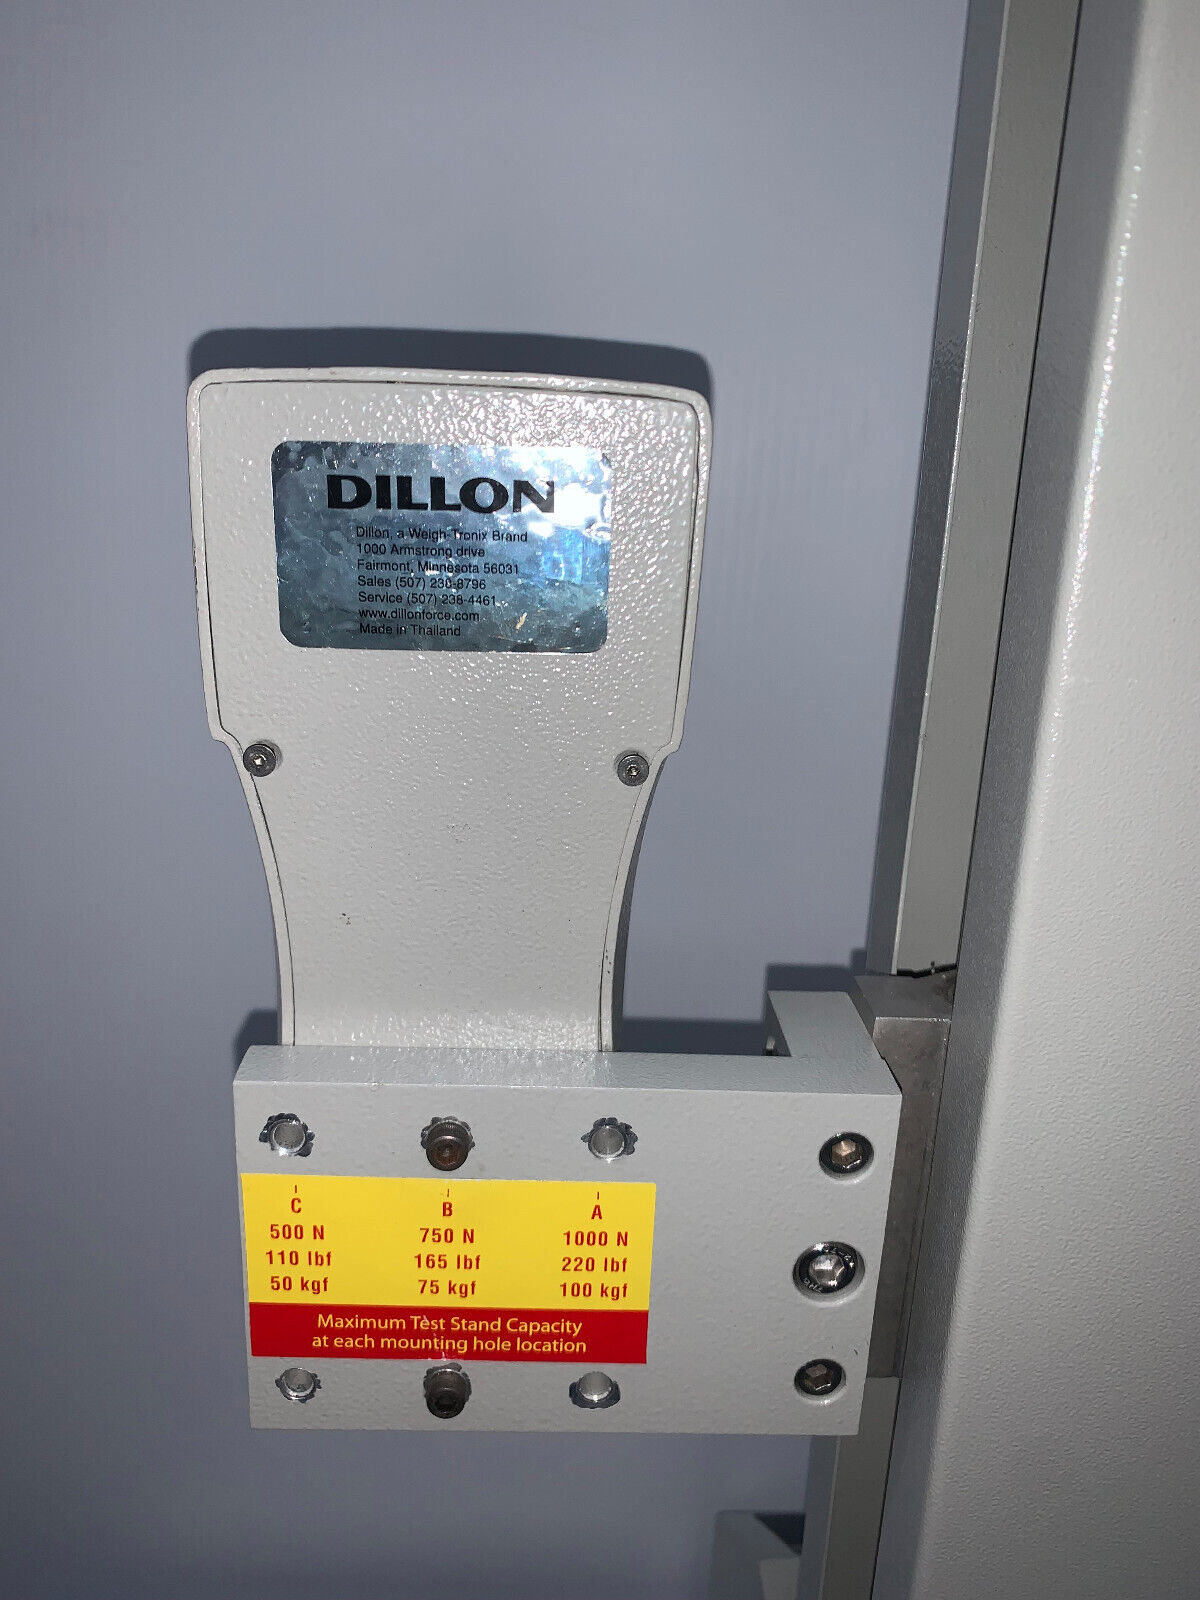 DILLON
Dillon, a Weigh-Tronix Brand
1000 Armstrong drive
Fairmont, Minnesota 56031
Sales (507) 238-8796
Service (507) 238-4461
www.dillonforce.com
Made in Thailand
C B A
500 N 750 N 1000 N
110 lbf 165 lbf 220 lbf
50 kgf 75 kgf 100 kgf
Maximum Test Stand Capacity
at each mounting hole location